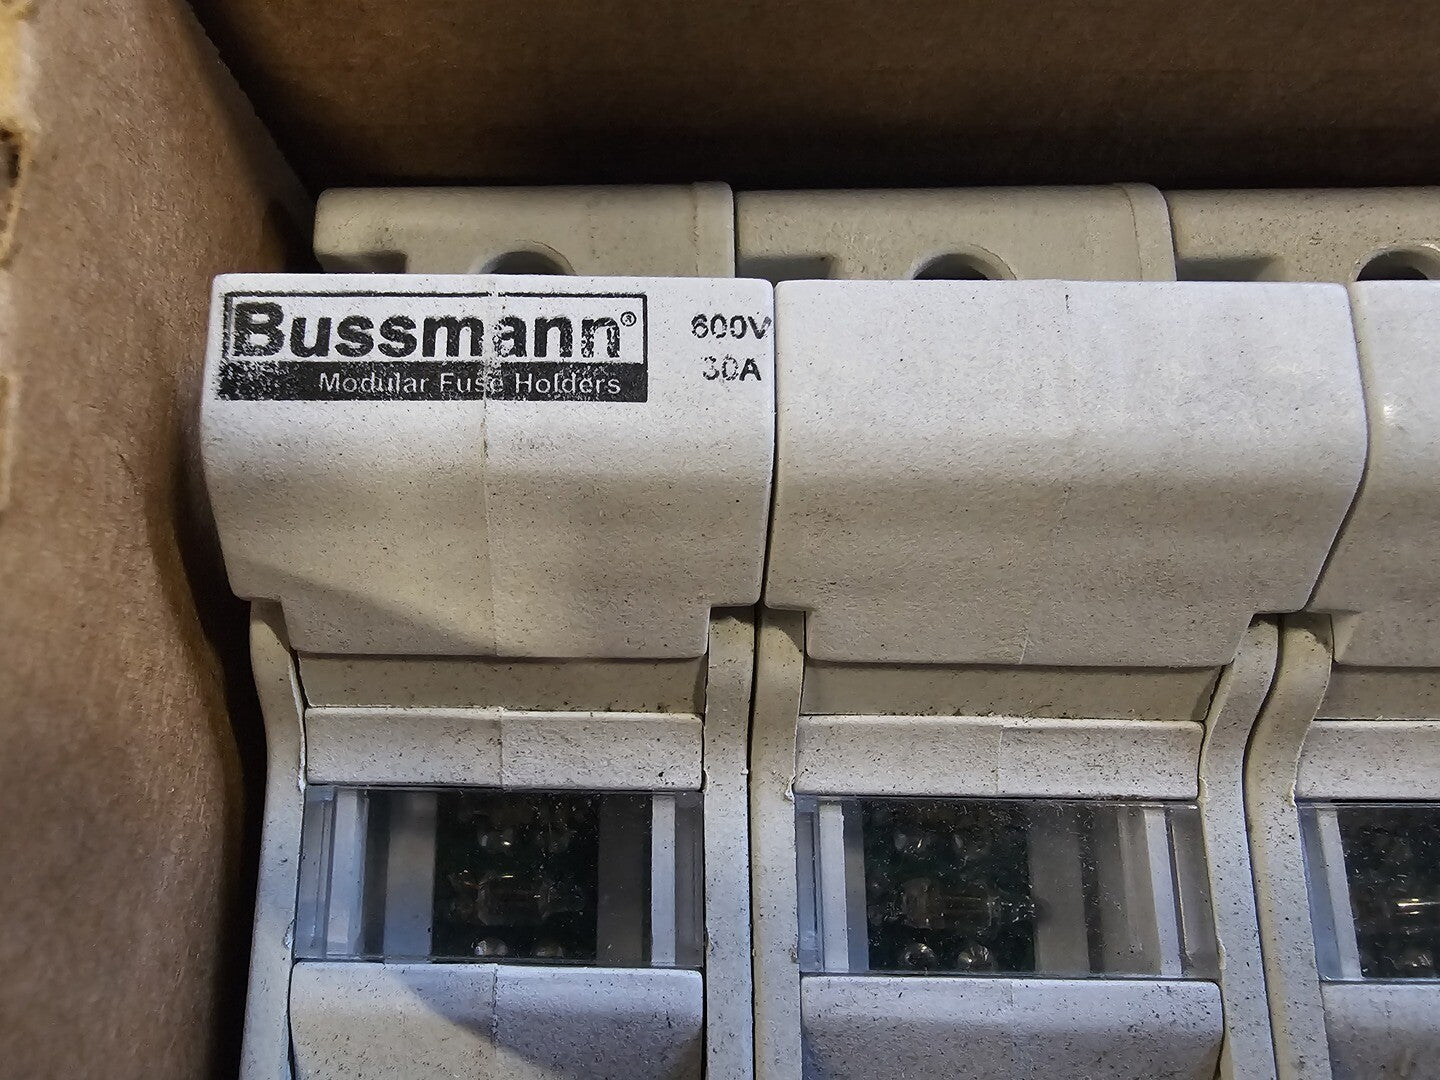 Bussmann®
Modular Fuse Holders
600V
30A